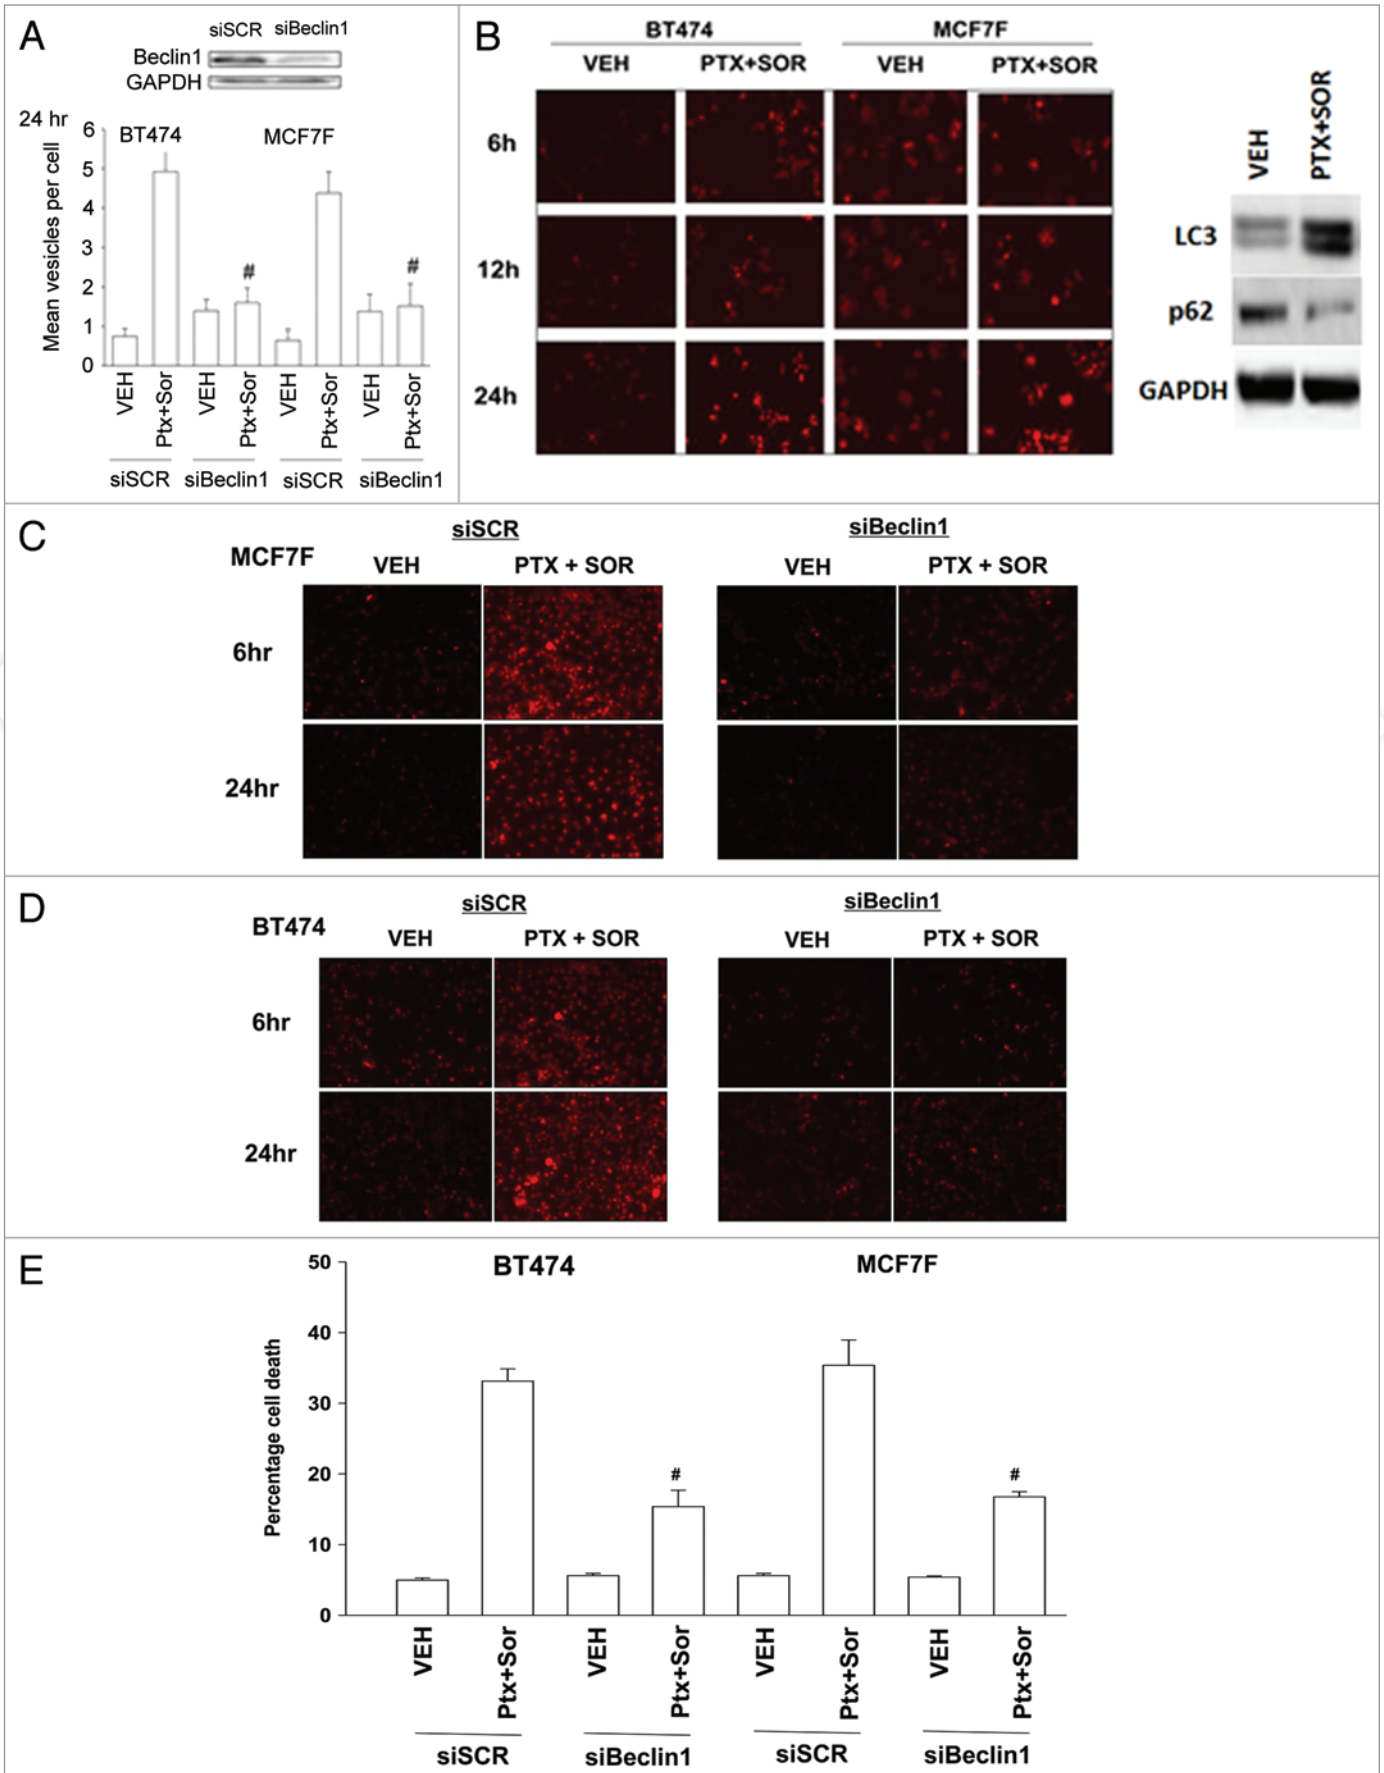 A
siSCR siBeclin1
Beclin1
GAPDH
24 hr
BT474 MCF7F
Mean vesicles per cell
6
5
4
3
2
1
0
# #
VEH Ptx+Sor VEH Ptx+Sor VEH Ptx+Sor VEH Ptx+Sor
siSCR siBeclin1 siSCR siBeclin1
B
BT474 MCF7F
VEH PTX+SOR VEH PTX+SOR
6h
12h
24h
VEH PTX+SOR
LC3
p62
GAPDH
C
siSCR siBeclin1
MCF7F
VEH PTX + SOR VEH PTX + SOR
6hr
24hr
D
siSCR siBeclin1
BT474
VEH PTX + SOR VEH PTX + SOR
6hr
24hr
E
BT474 MCF7F
Percentage cell death
50
40
30
20
10
0
# #
VEH Ptx+Sor VEH Ptx+Sor VEH Ptx+Sor VEH Ptx+Sor
siSCR siBeclin1 siSCR siBeclin1